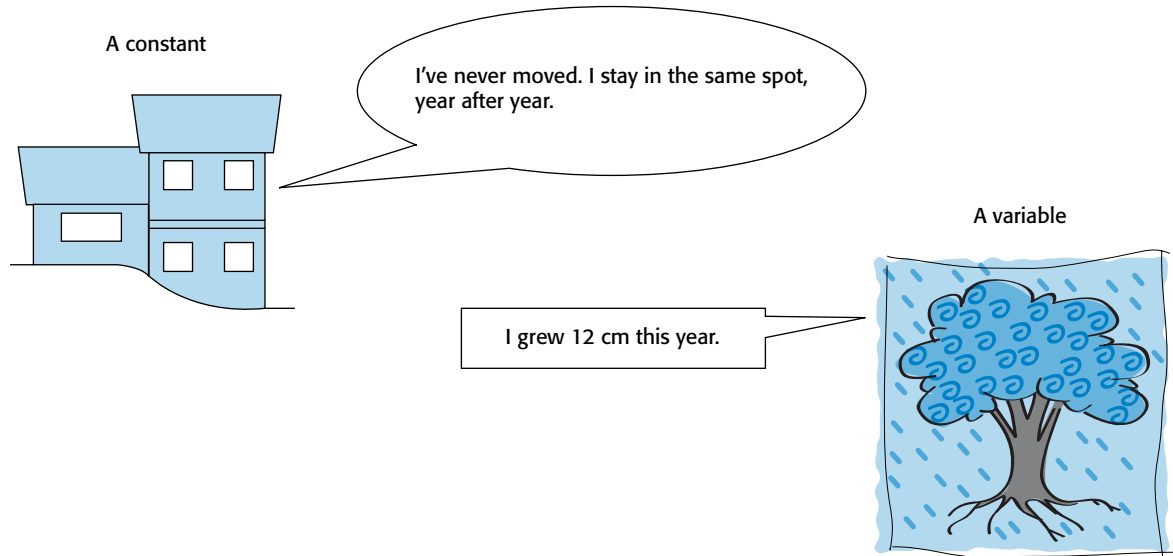 A constant
I've never moved. I stay in the same spot,
year after year.
A variable
I grew 12 cm this year.